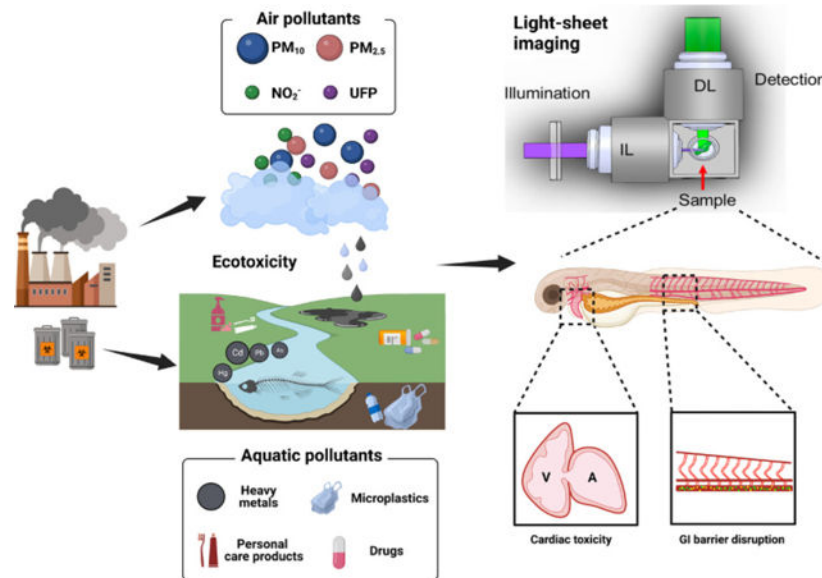 Air pollutants
PM10
PM2.5
NO2-
UFP
Light-sheet
imaging
Illumination
Detection
DL
IL
Sample
Ecotoxicity
Cd
Pb
Hg
Aquatic pollutants
Heavy
metals
Microplastics
Personal
care products
Drugs
V
A
Cardiac toxicity
GI barrier disruption